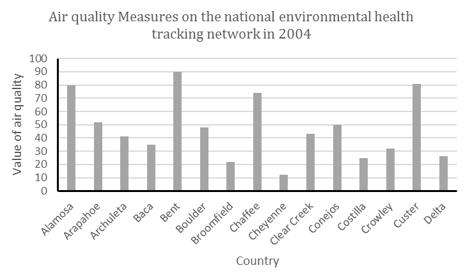 Air quality Measures on the national environmental health
tracking network in 2004
Value of air quality
100
90
80
70
60
50
40
30
20
10
0
Alamosa
Arapahoe
Archuleta
Baca
Bent
Boulder
Broomfield
Chaffee
Cheyenne
Clear Creek
Conejos
Costilla
Crowley
Custer
Delta
Country